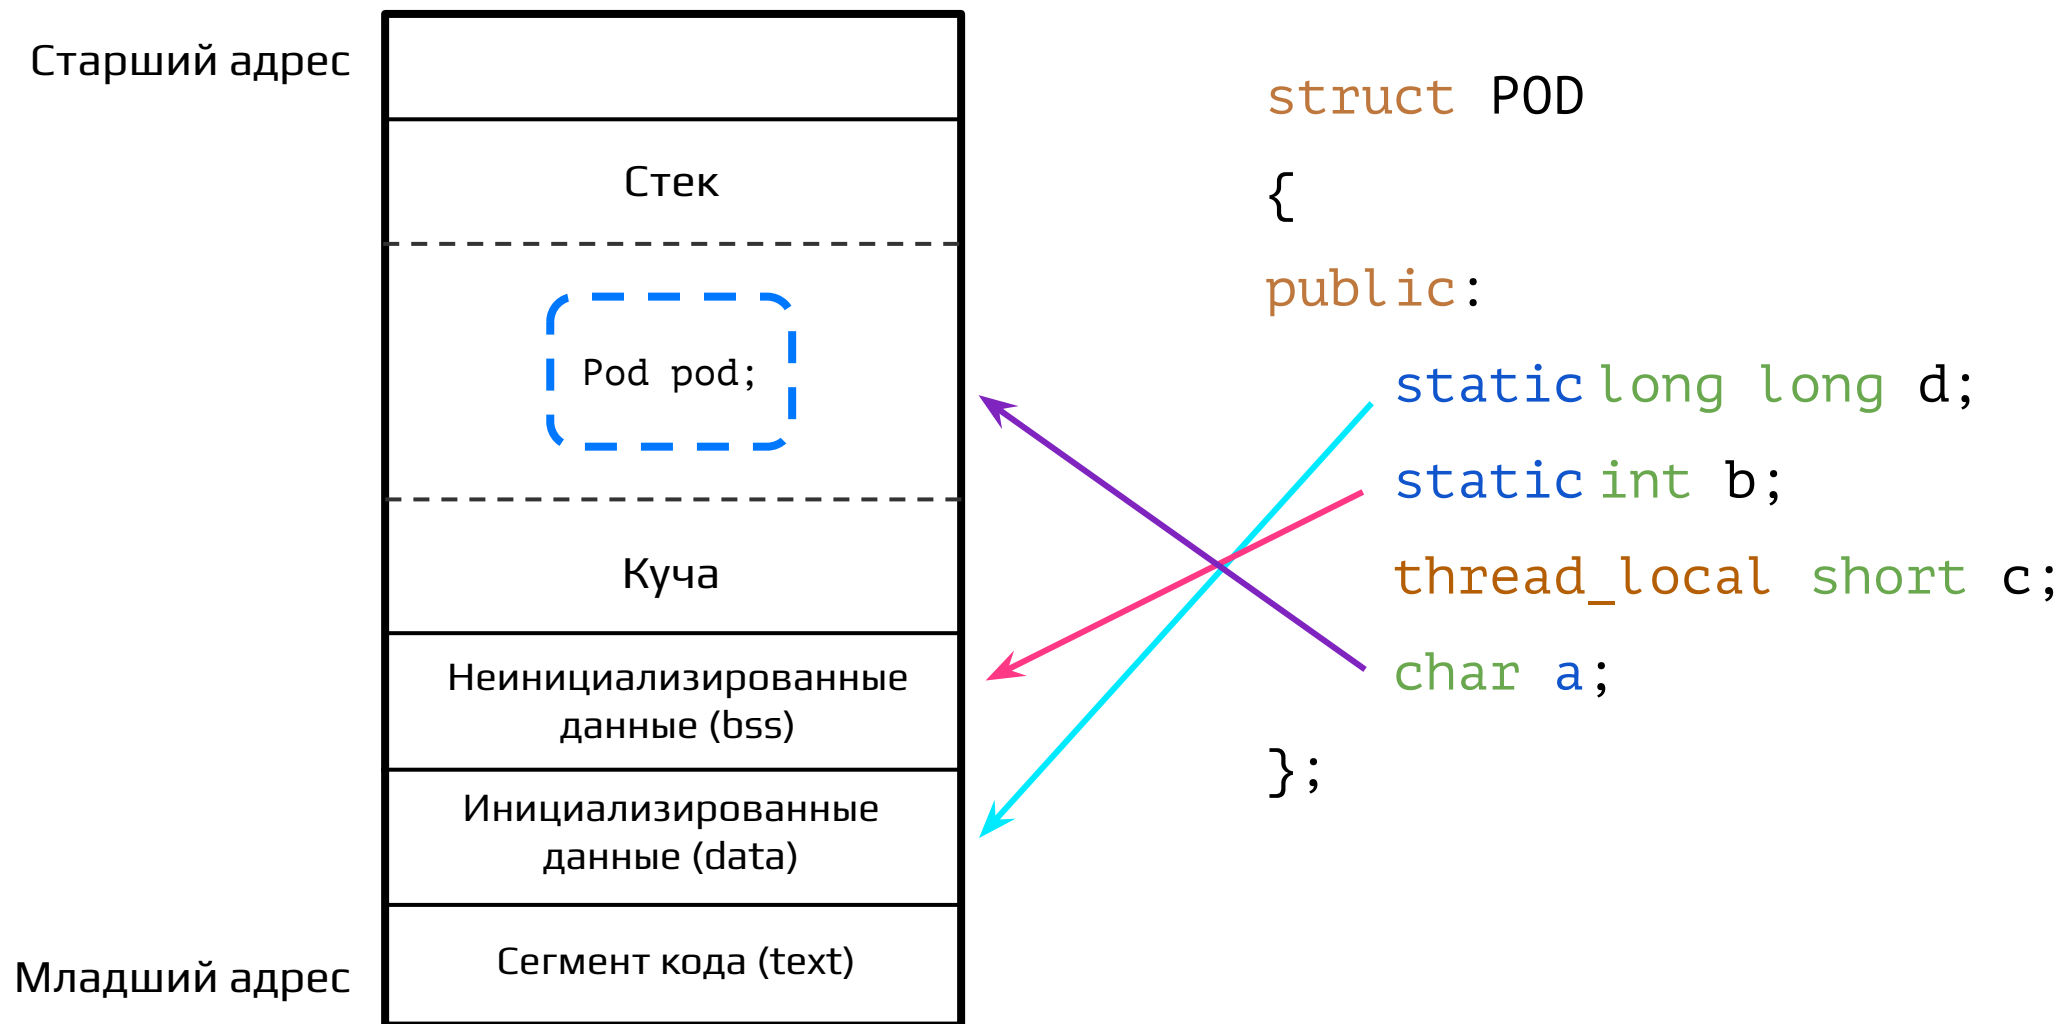 Старший адрес
Стек
Pod pod;
Куча
Неинициализированные
данные (bss)
Инициализированные
данные (data)
Сегмент кода (text)
Младший адрес
struct POD
{
public:
static long long d;
static int b;
thread_local short c;
char a;
};